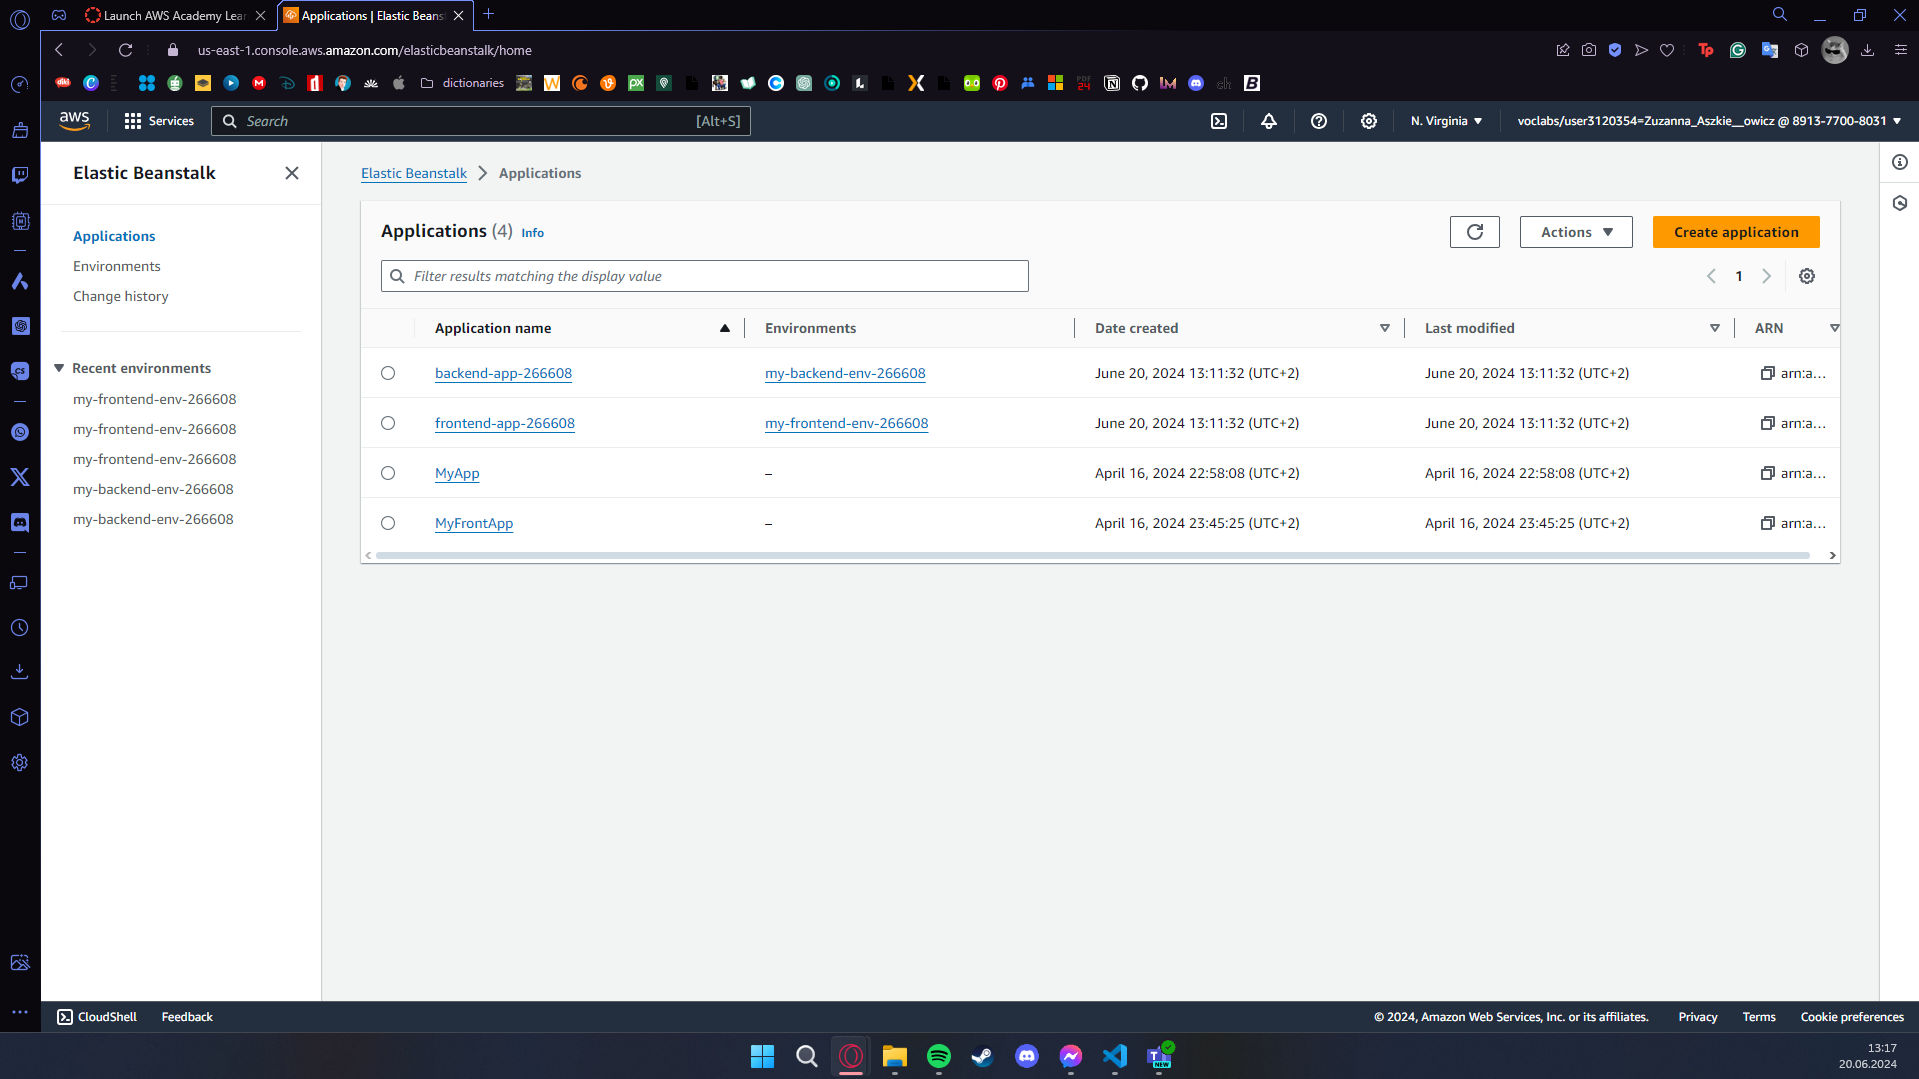 Launch AWS Academy Lear
Applications | Elastic Beanst
us-east-1.console.aws.amazon.com/elasticbeanstalk/home
dictionaries
aws
Services
Search
[Alt+S]
N. Virginia
voclabs/user3120354=Zuzanna_Aszkie__owicz @ 8913-7700-8031
Elastic Beanstalk
Applications
Environments
Change history
Recent environments
my-frontend-env-266608
my-frontend-env-266608
my-frontend-env-266608
my-backend-env-266608
my-backend-env-266608
Elastic Beanstalk
Applications
Applications (4) Info
Actions
Create application
Filter results matching the display value
1
Application name Environments Date created Last modified ARN
backend-app-266608 my-backend-env-266608 June 20, 2024 13:11:32 (UTC+2) June 20, 2024 13:11:32 (UTC+2) arn:a...
frontend-app-266608 my-frontend-env-266608 June 20, 2024 13:11:32 (UTC+2) June 20, 2024 13:11:32 (UTC+2) arn:a...
MyApp – April 16, 2024 22:58:08 (UTC+2) April 16, 2024 22:58:08 (UTC+2) arn:a...
MyFrontApp – April 16, 2024 23:45:25 (UTC+2) April 16, 2024 23:45:25 (UTC+2) arn:a...
CloudShell
Feedback
© 2024, Amazon Web Services, Inc. or its affiliates.
Privacy
Terms
Cookie preferences
13:17
20.06.2024